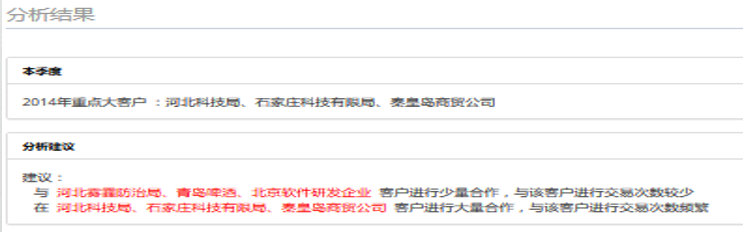 分析结果
本季度
2014年重点大客户 ：河北科技局、石家庄科技有限局、秦皇岛商贸公司
分析建议
建议：
与 河北雾霾防治局、青岛啤酒、北京软件研发企业 客户进行少量合作，与该客户进行交易次数较少
在 河北科技局、石家庄科技有限局、秦皇岛商贸公司 客户进行大量合作，与该客户进行交易次数频繁